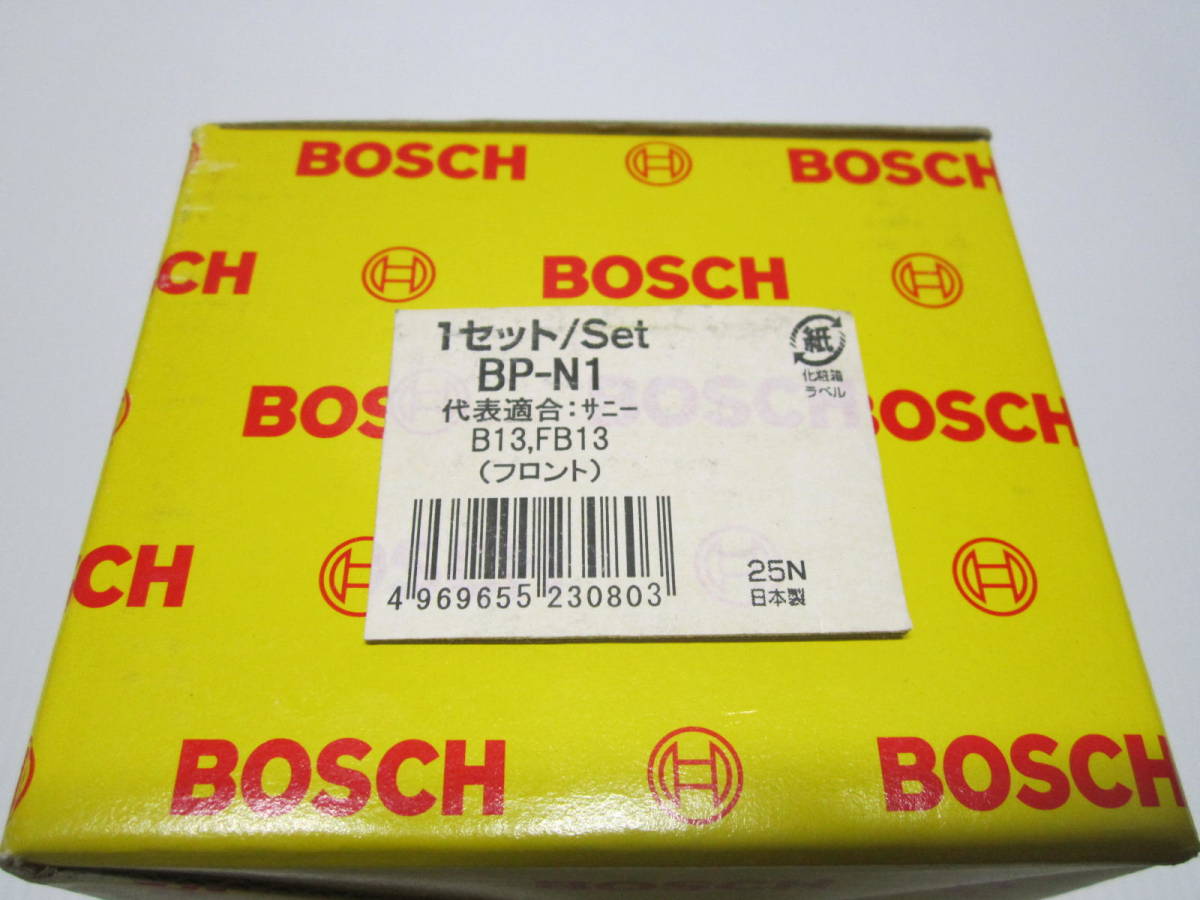 BOSCH BOSCH
CH BOSCH
1セット/Set
紙
BP-N1
化粧箱
ラベル
代表適合:サニー
BOS BOSCH BOSCH
B13,FB13
(フロント)
CH BOSCH
4 969655 230803
25N
日本製
BOSCH BOSCH